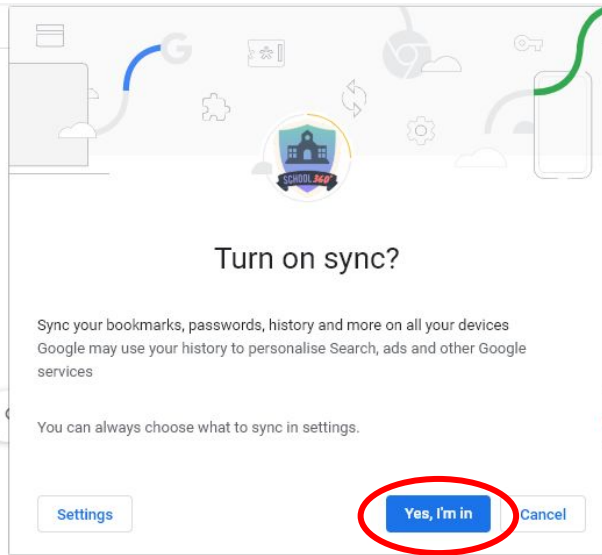 SCHOOL 360°
Turn on sync?
Sync your bookmarks, passwords, history and more on all your devices
Google may use your history to personalise Search, ads and other Google
services
You can always choose what to sync in settings.
Settings
Yes, I'm in
Cancel